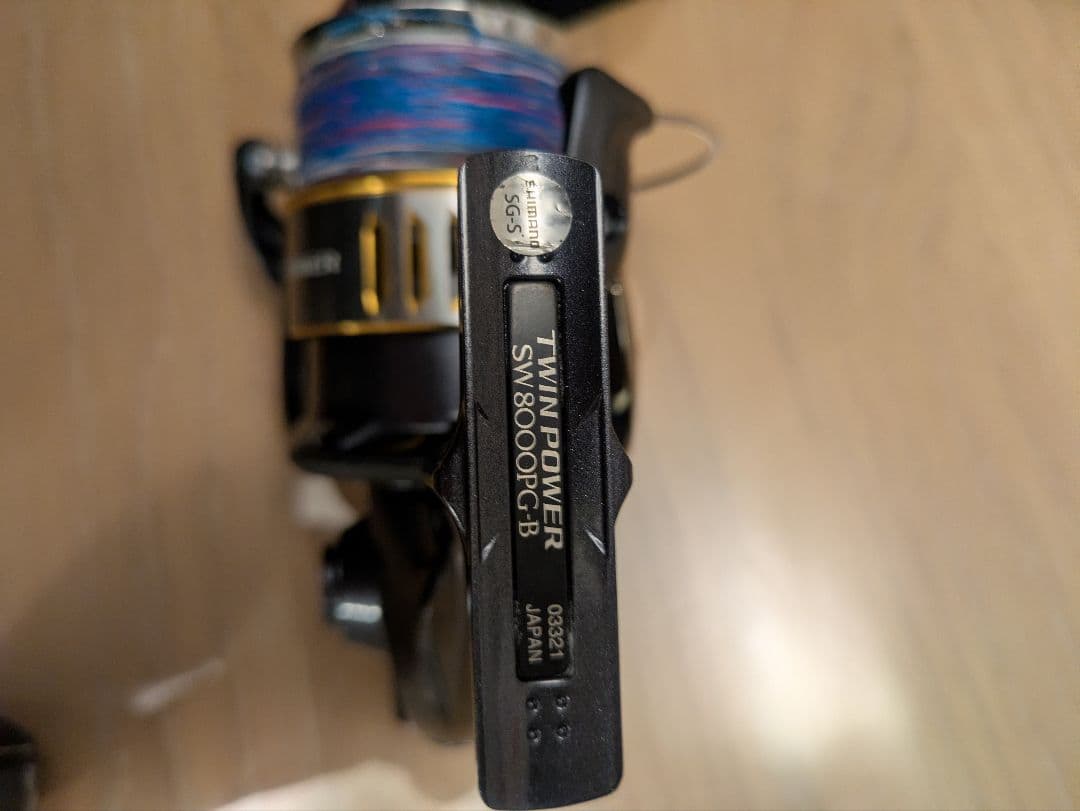 SHIMANO
SG-S
TWIN POWER
SW8000PG-B
03321
JAPAN